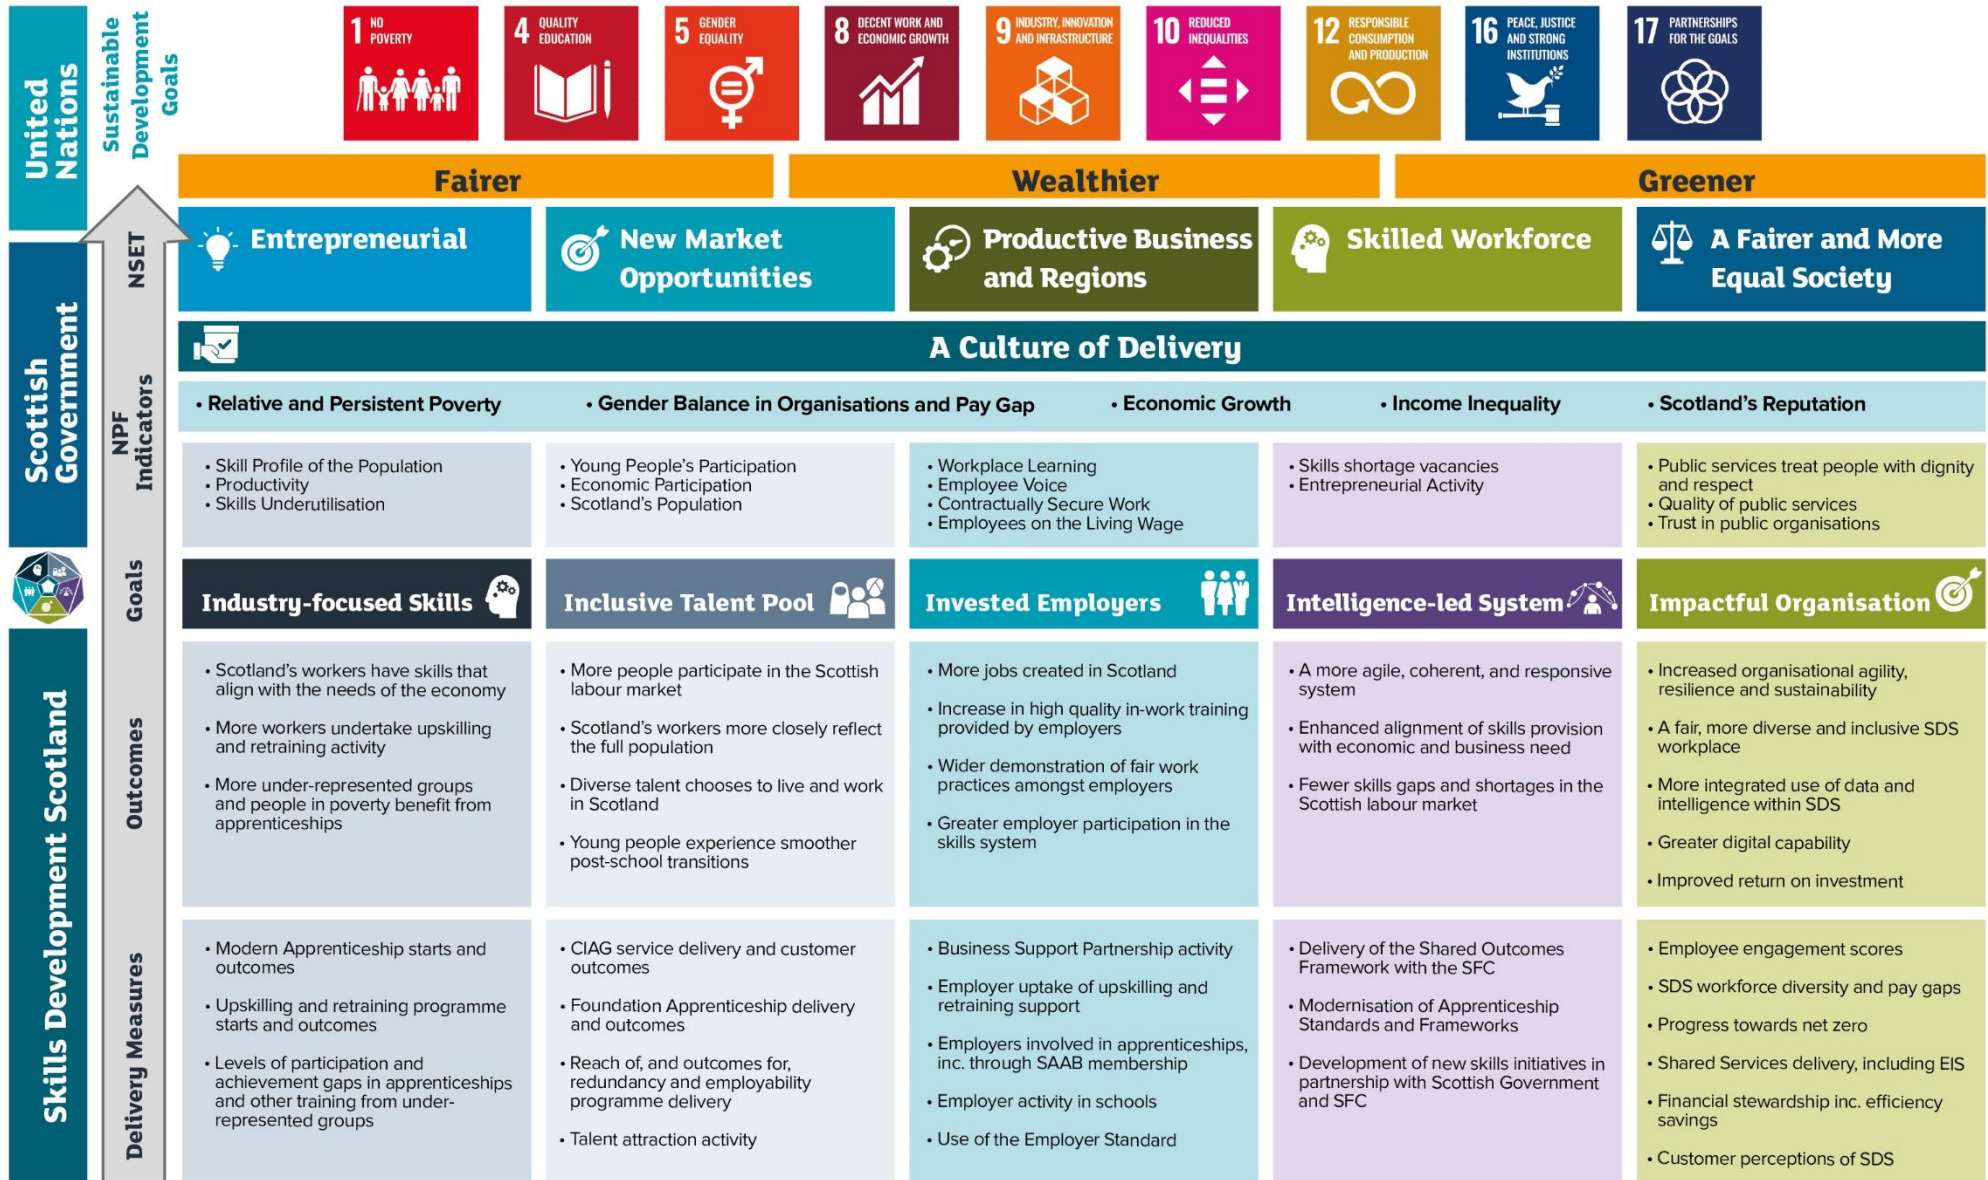 United
Nations
Sustainable
Development
Goals
1 NO
POVERTY
4 QUALITY
EDUCATION
5 GENDER
EQUALITY
8 DECENT WORK AND
ECONOMIC GROWTH
9 INDUSTRY, INNOVATION
AND INFRASTRUCTURE
10 REDUCED
INEQUALITIES
12 RESPONSIBLE
CONSUMPTION
AND PRODUCTION
16 PEACE, JUSTICE
AND STRONG
INSTITUTIONS
17 PARTNERSHIPS
FOR THE GOALS
Fairer
Wealthier
Greener
Scottish
Government
NSET
Entrepreneurial
New Market
Opportunities
Productive Business
and Regions
Skilled Workforce
A Fairer and More
Equal Society
A Culture of Delivery
NPF
Indicators
• Relative and Persistent Poverty
• Gender Balance in Organisations and Pay Gap
• Economic Growth
• Income Inequality
• Scotland's Reputation
• Skill Profile of the Population
• Productivity
• Skills Underutilisation
• Young People's Participation
• Economic Participation
• Scotland's Population
• Workplace Learning
• Employee Voice
• Contractually Secure Work
• Employees on the Living Wage
• Skills shortage vacancies
• Entrepreneurial Activity
• Public services treat people with dignity
and respect
• Quality of public services
• Trust in public organisations
Skills Development Scotland
Goals
Industry-focused Skills
Inclusive Talent Pool
Invested Employers
Intelligence-led System
Impactful Organisation
Outcomes
• Scotland's workers have skills that
align with the needs of the economy
• More workers undertake upskilling
and retraining activity
• More under-represented groups
and people in poverty benefit from
apprenticeships
• More people participate in the Scottish
labour market
• Scotland's workers more closely reflect
the full population
• Diverse talent chooses to live and work
in Scotland
• Young people experience smoother
post-school transitions
• More jobs created in Scotland
• Increase in high quality in-work training
provided by employers
• Wider demonstration of fair work
practices amongst employers
• Greater employer participation in the
skills system
• A more agile, coherent, and responsive
system
• Enhanced alignment of skills provision
with economic and business need
• Fewer skills gaps and shortages in the
Scottish labour market
• Increased organisational agility,
resilience and sustainability
• A fair, more diverse and inclusive SDS
workplace
• More integrated use of data and
intelligence within SDS
• Greater digital capability
• Improved return on investment
Delivery Measures
• Modern Apprenticeship starts and
outcomes
• Upskilling and retraining programme
starts and outcomes
• Levels of participation and
achievement gaps in apprenticeships
and other training from under-
represented groups
• CIAG service delivery and customer
outcomes
• Foundation Apprenticeship delivery
and outcomes
• Reach of, and outcomes for,
redundancy and employability
programme delivery
• Talent attraction activity
• Business Support Partnership activity
• Employer uptake of upskilling and
retraining support
• Employers involved in apprenticeships,
inc. through SAAB membership
• Employer activity in schools
• Use of the Employer Standard
• Delivery of the Shared Outcomes
Framework with the SFC
• Modernisation of Apprenticeship
Standards and Frameworks
• Development of new skills initiatives in
partnership with Scottish Government
and SFC
• Employee engagement scores
• SDS workforce diversity and pay gaps
• Progress towards net zero
• Shared Services delivery, including EIS
• Financial stewardship inc. efficiency
savings
• Customer perceptions of SDS